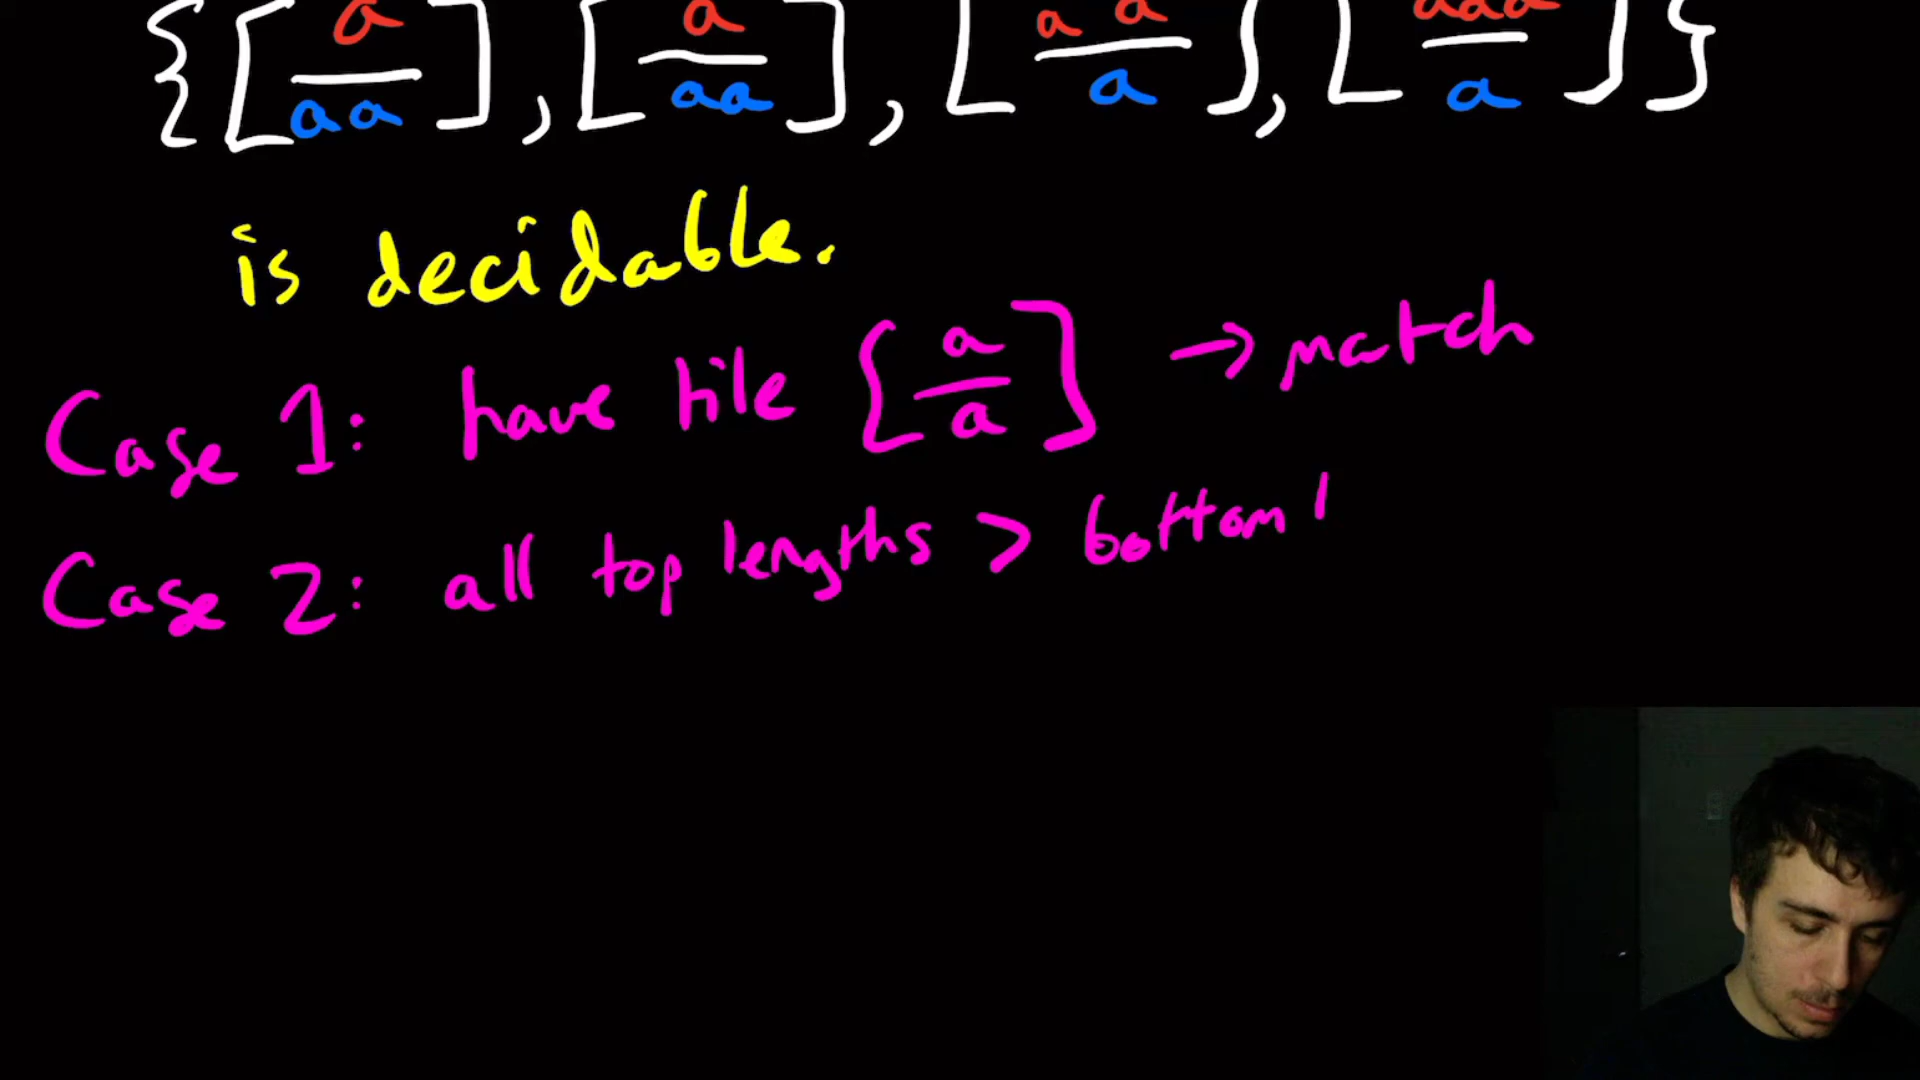 {[a/aa], [a/aa], [aa/a], [aaa/a]}
is decidable.
Case 1: have tile [a/a] → match
Case 2: all top lengths > bottom l